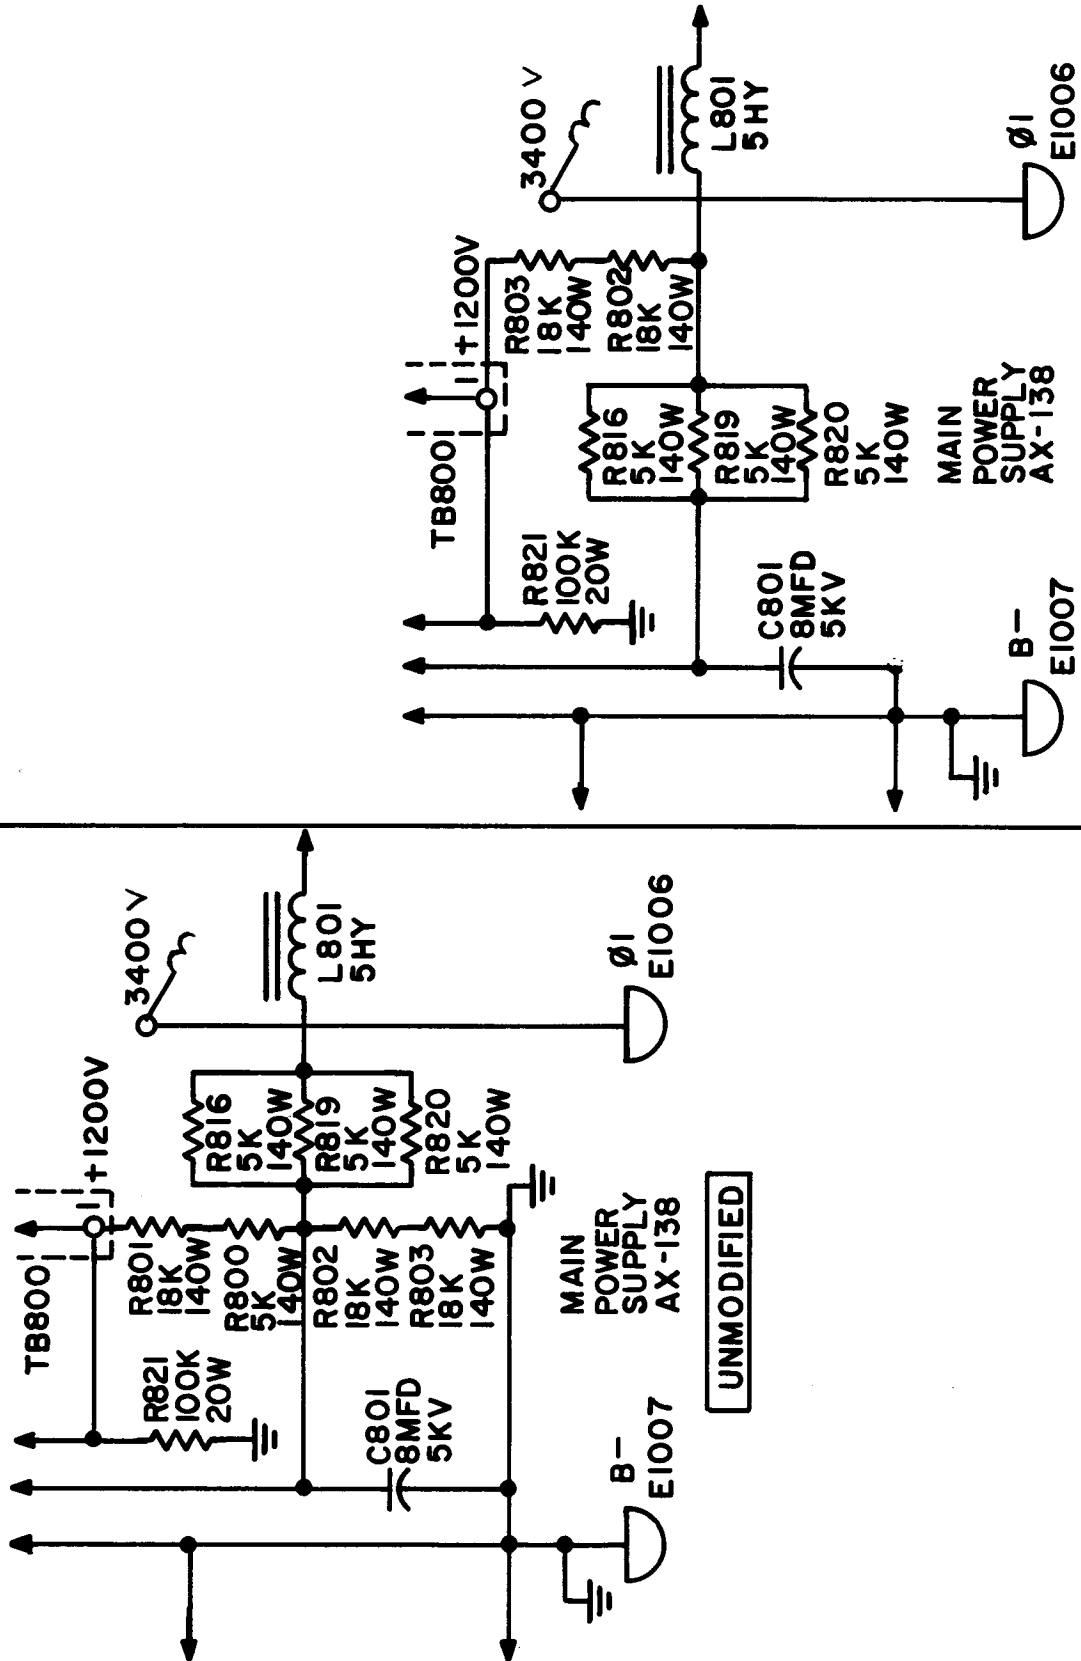 3400 V
L801
5HY
Ø1
E1006
+1200V
1
TB800
R803
18K
140W
R802
18K
140W
R816
5K
140W
R819
5K
140W
R820
5K
140W
MAIN
POWER
SUPPLY
AX-138
R821
100K
20W
C801
8MFD
5KV
B-
E1007
3400 V
L801
5HY
Ø1
E1006
+1200V
1
TB800
R816
5K
140W
R819
5K
140W
R820
5K
140W
R801
18K
140W
R800
5K
140W
R802
18K
140W
R803
18K
140W
MAIN
POWER
SUPPLY
AX-138
UNMODIFIED
R821
100K
20W
C801
8MFD
5KV
B-
E1007